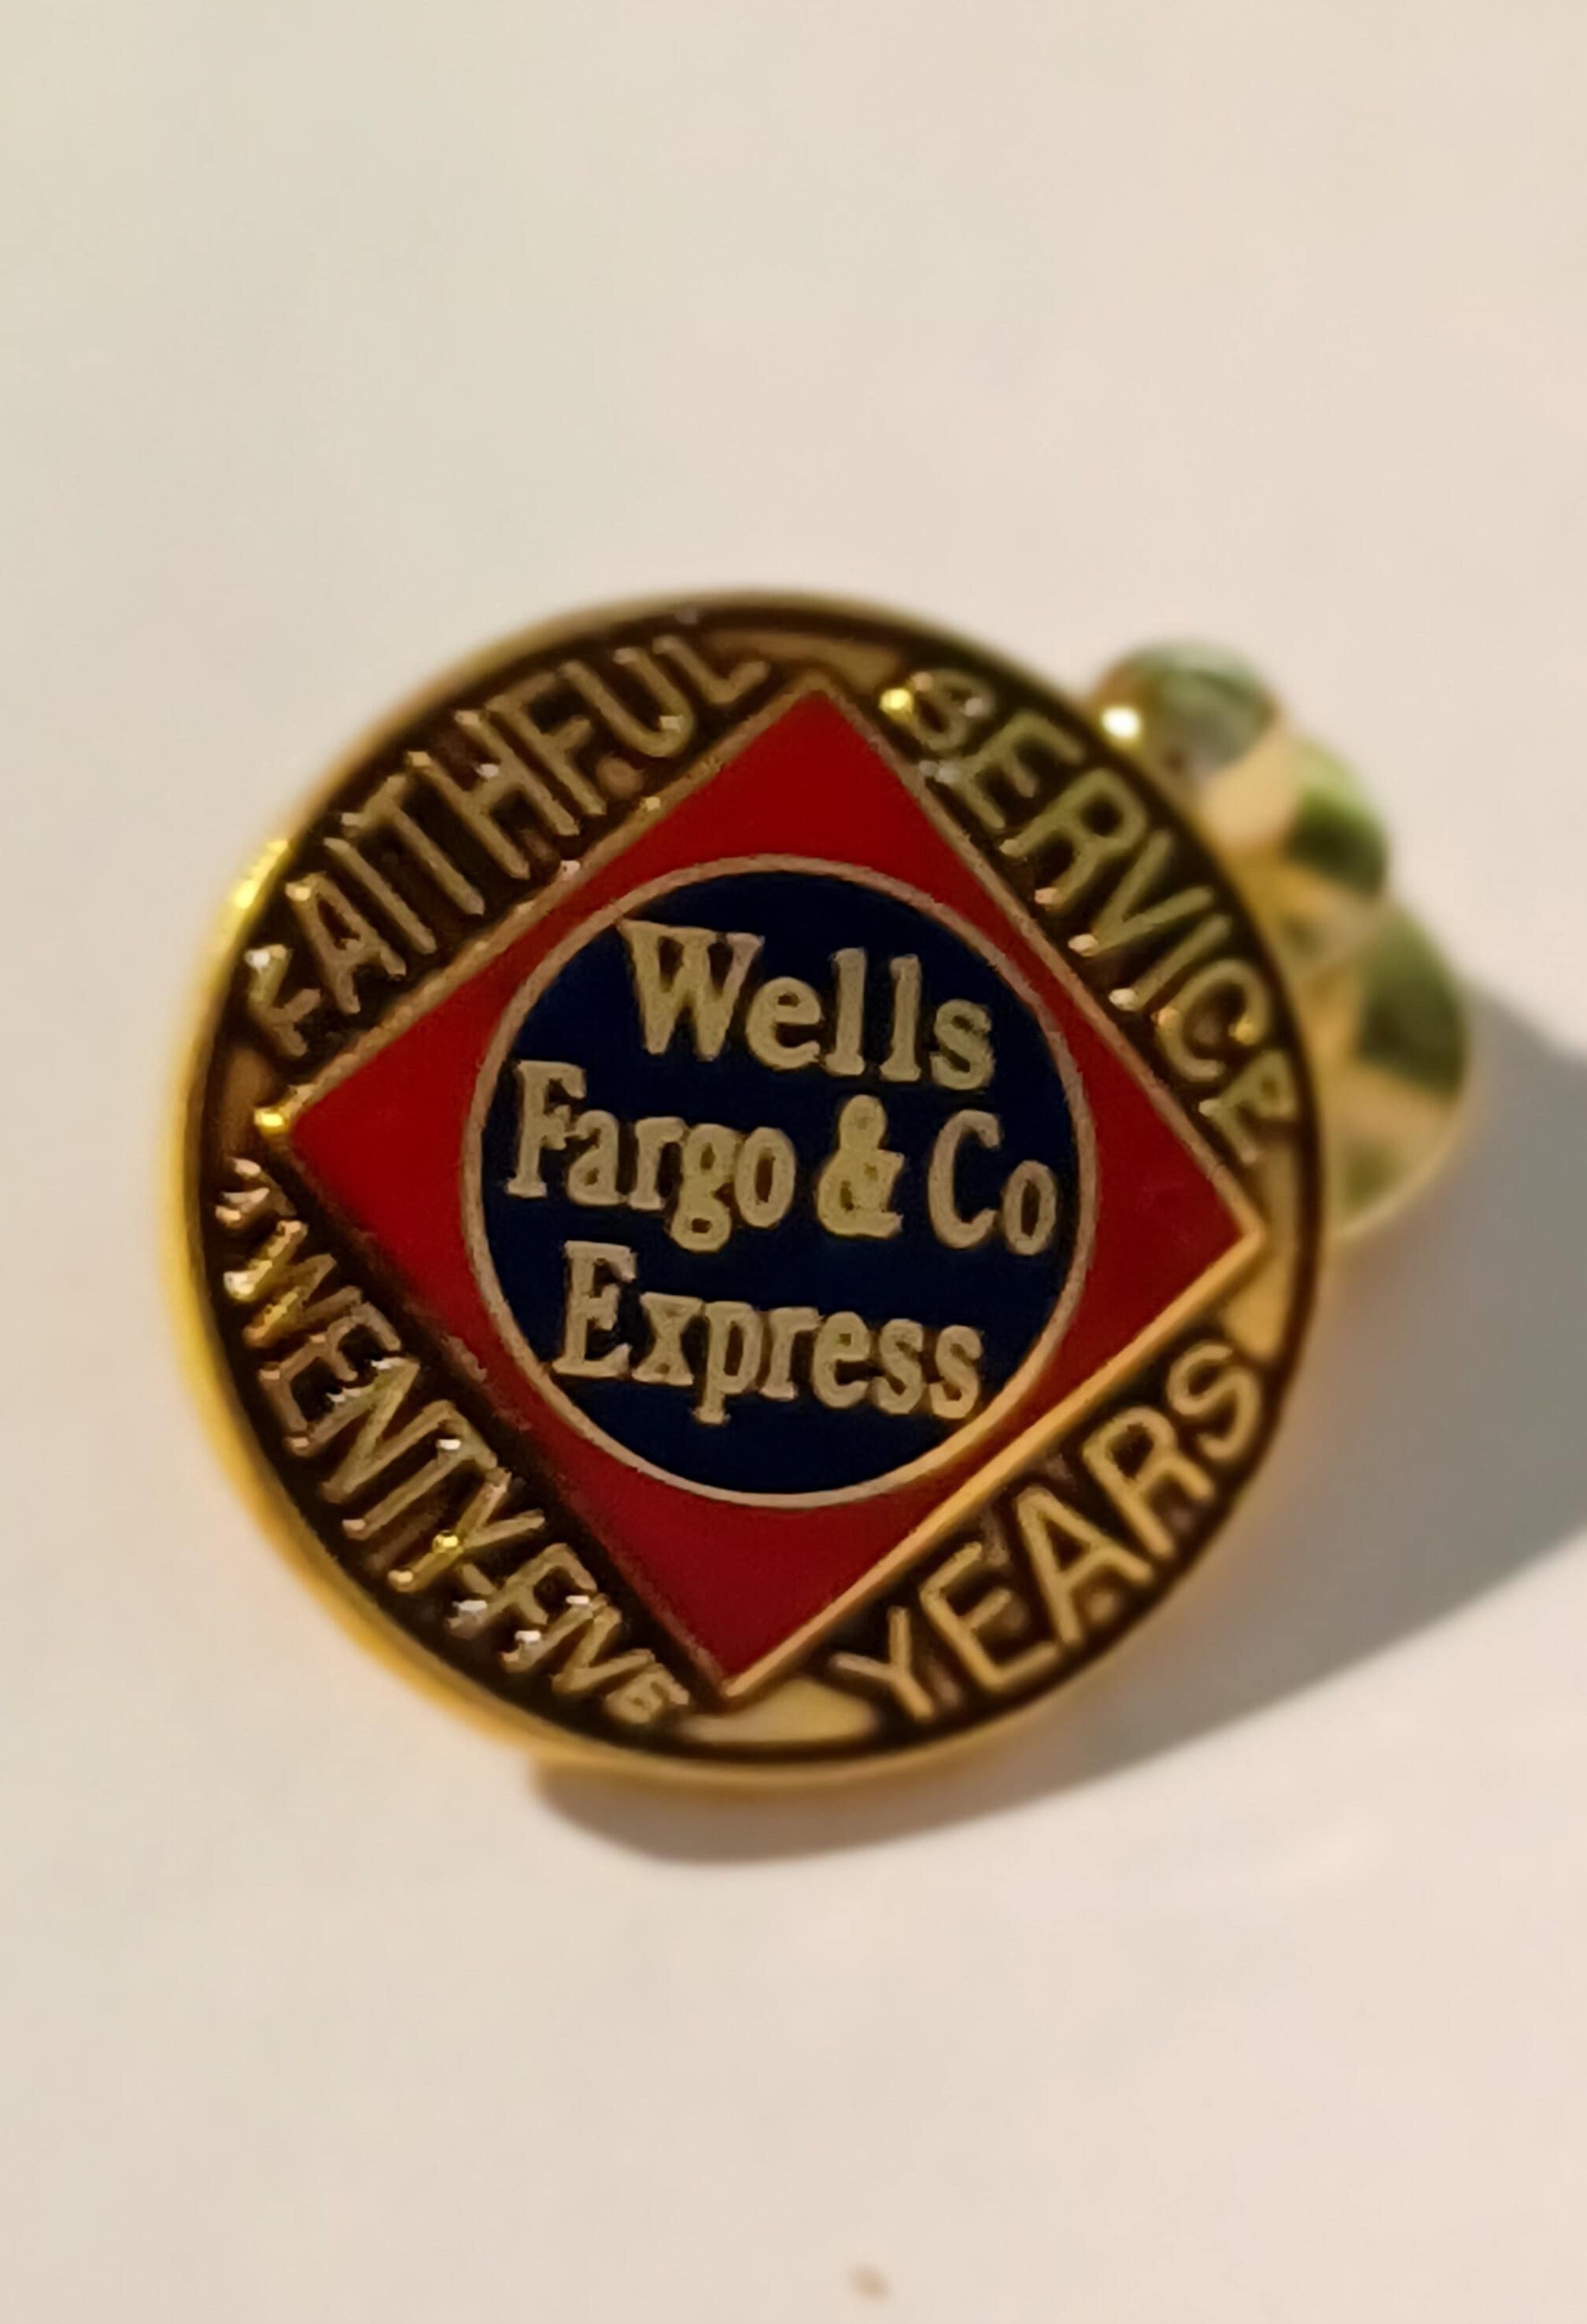 FAITHFUL
SERVICE
Wells
Fargo & Co
Express
TWENTY-FIVE
YEARS